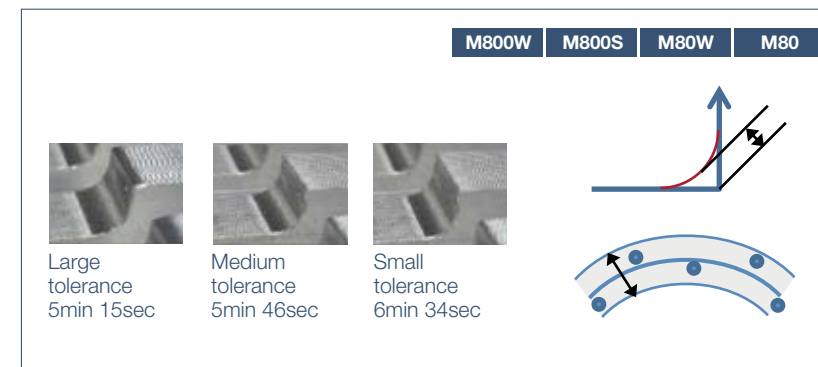 M800W M800S M80W M80
Large
tolerance
5min 15sec
Medium
tolerance
5min 46sec
Small
tolerance
6min 34sec